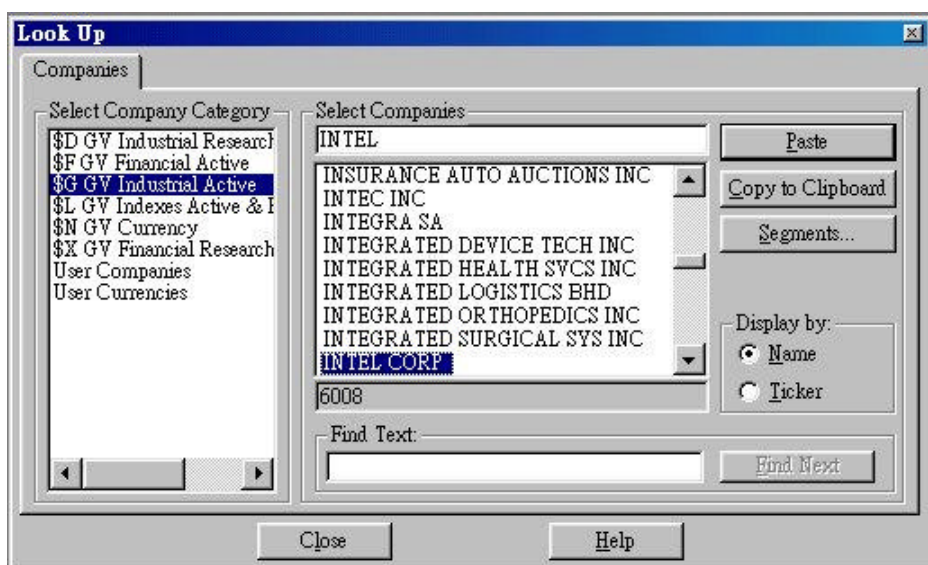 Look Up
Companies
Select Company Category
$D GV Industrial Research
$F GV Financial Active
$G GV Industrial Active
$L GV Indexes Active &
$N GV Currency
$X GV Financial Research
User Companies
User Currencies
Select Companies
INTEL
INSURANCE AUTO AUCTIONS INC
INTEC INC
INTEGRA SA
INTEGRATED DEVICE TECH INC
INTEGRATED HEALTH SVCS INC
INTEGRATED LOGISTICS BHD
INTEGRATED ORTHOPEDICS INC
INTEGRATED SURGICAL SYS INC
INTEL CORP
6008
Find Text:
Find Next
Paste
Copy to Clipboard
Segments...
Display by:
Name
Ticker
Close
Help